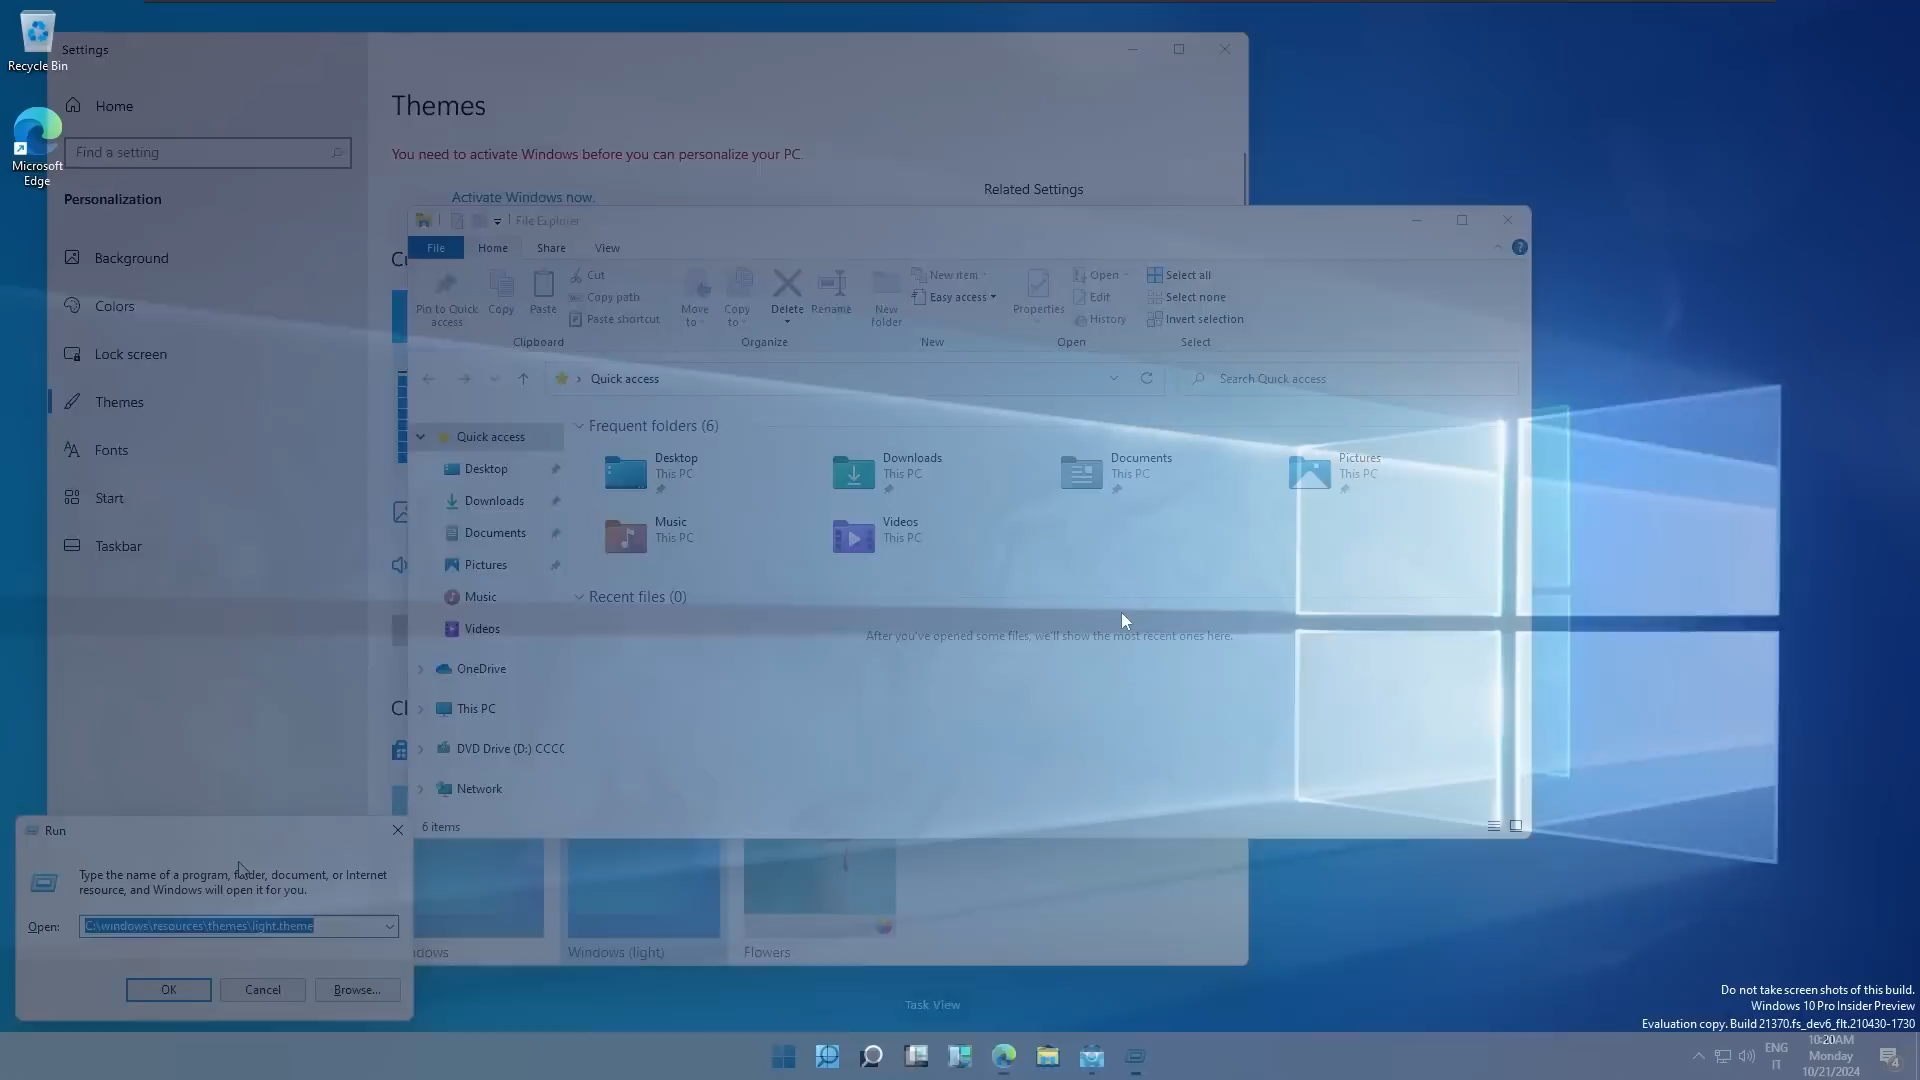 Recycle Bin
Microsoft
Edge
Settings
Home
Find a setting
Personalization
Background
Colors
Lock screen
Themes
Fonts
Start
Taskbar
Themes
You need to activate Windows before you can personalize your PC.
Activate Windows now.
Related Settings
File Explorer
File Home Share View
Pin to Quick
access
Copy
Paste
Cut
Copy path
Paste shortcut
Clipboard
Move
to
Copy
to
Delete
Rename
Organize
New
folder
New item
Easy access
New
Properties
Open
Edit
History
Open
Select all
Select none
Invert selection
Select
Quick access
Search Quick access
Quick access
Desktop
Downloads
Documents
Pictures
Music
Videos
OneDrive
This PC
DVD Drive (D:) CCCC
Network
Frequent folders (6)
Desktop
This PC
Downloads
This PC
Documents
This PC
Pictures
This PC
Music
This PC
Videos
This PC
Recent files (0)
After you've opened some files, we'll show the most recent ones here.
6 items
Windows (light)
Flowers
Run
Type the name of a program, folder, document, or Internet
resource, and Windows will open it for you.
Open: C:\windows\resources\themes\light.theme
OK Cancel Browse...
Task View
Do not take screen shots of this build.
Windows 10 Pro Insider Preview
Evaluation copy. Build 21370.fs_dev6_flt.210430-1730
ENG
IT
Monday
10/21/2024
4